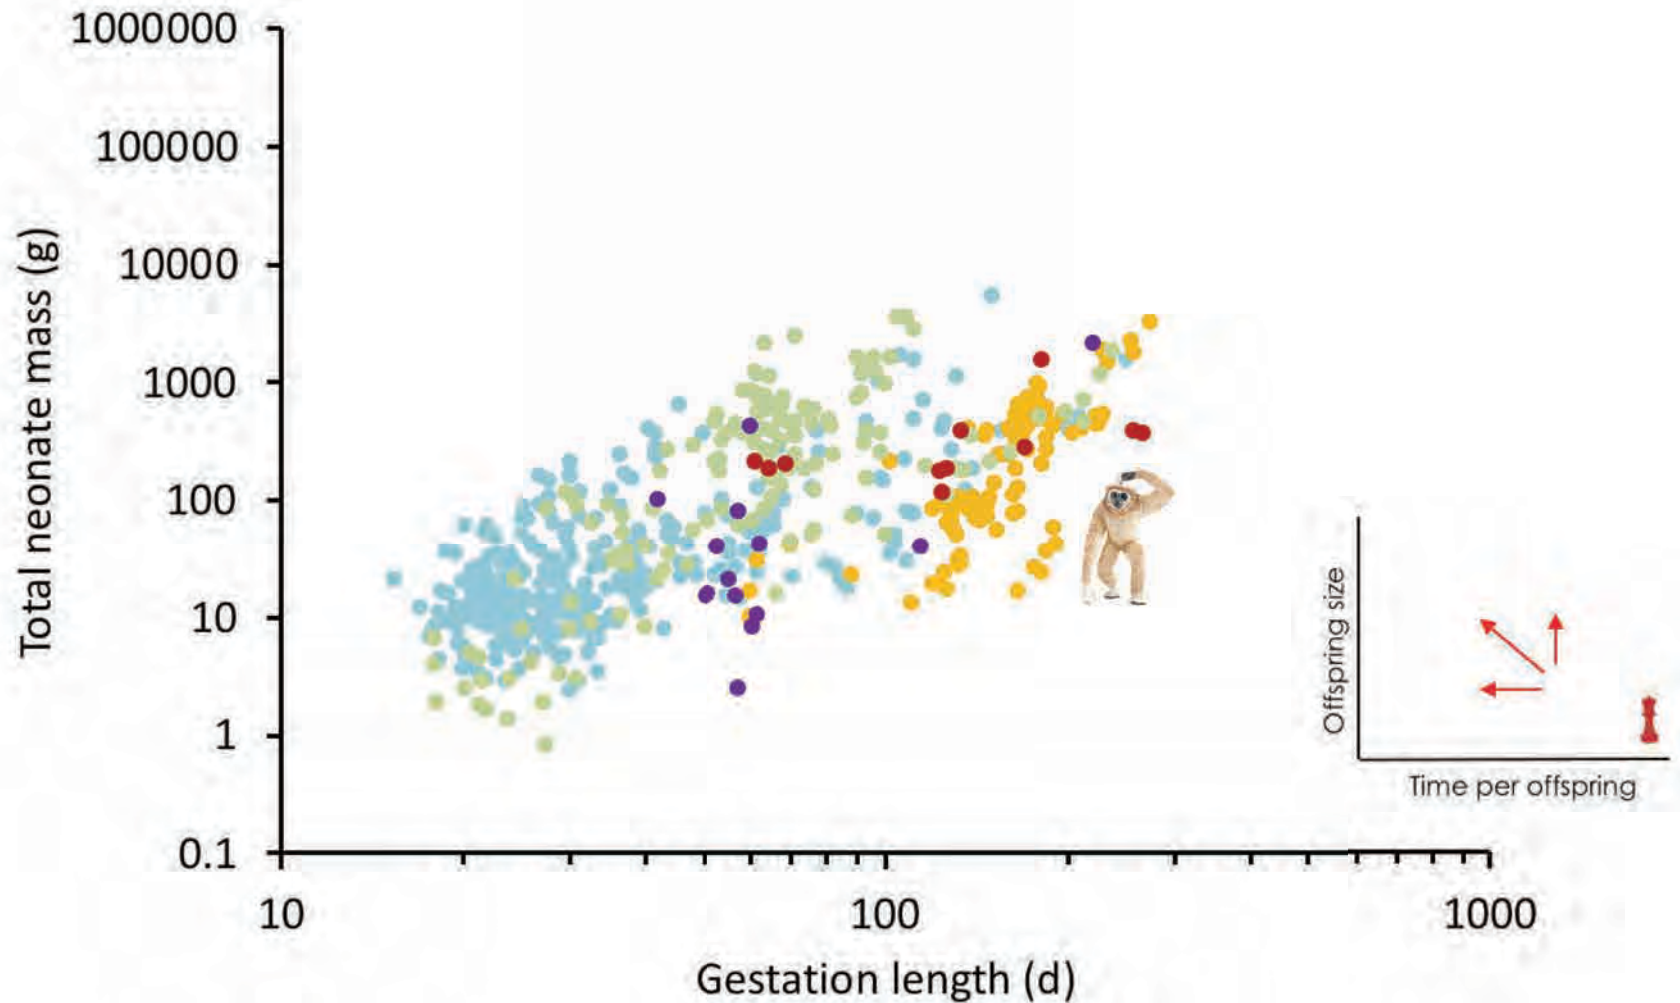 1000000
100000
10000
1000
100
10
1
0.1
Total neonate mass (g)
10
100
1000
Gestation length (d)
Offspring size
Time per offspring